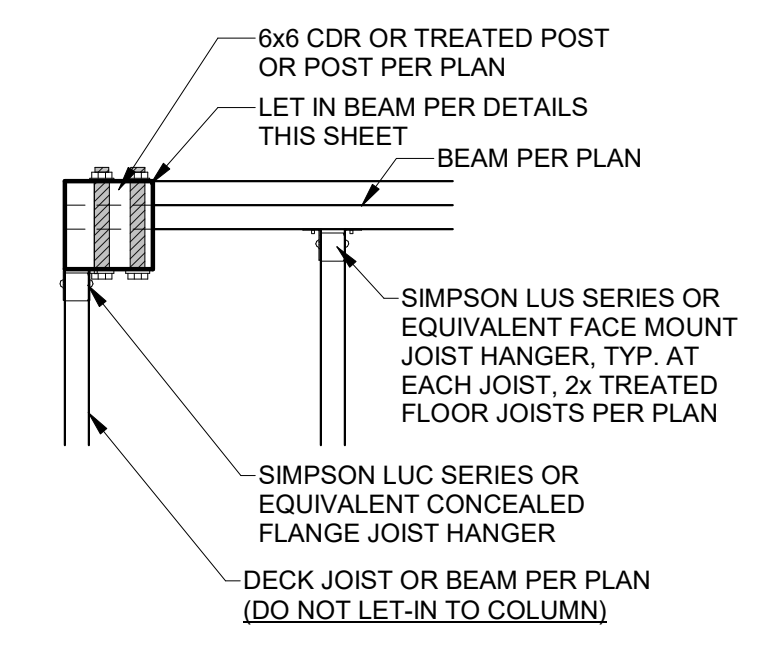 6x6 CDR OR TREATED POST
OR POST PER PLAN
LET IN BEAM PER DETAILS
THIS SHEET
BEAM PER PLAN
SIMPSON LUS SERIES OR
EQUIVALENT FACE MOUNT
JOIST HANGER, TYP. AT
EACH JOIST, 2x TREATED
FLOOR JOISTS PER PLAN
SIMPSON LUC SERIES OR
EQUIVALENT CONCEALED
FLANGE JOIST HANGER
DECK JOIST OR BEAM PER PLAN
(DO NOT LET-IN TO COLUMN)